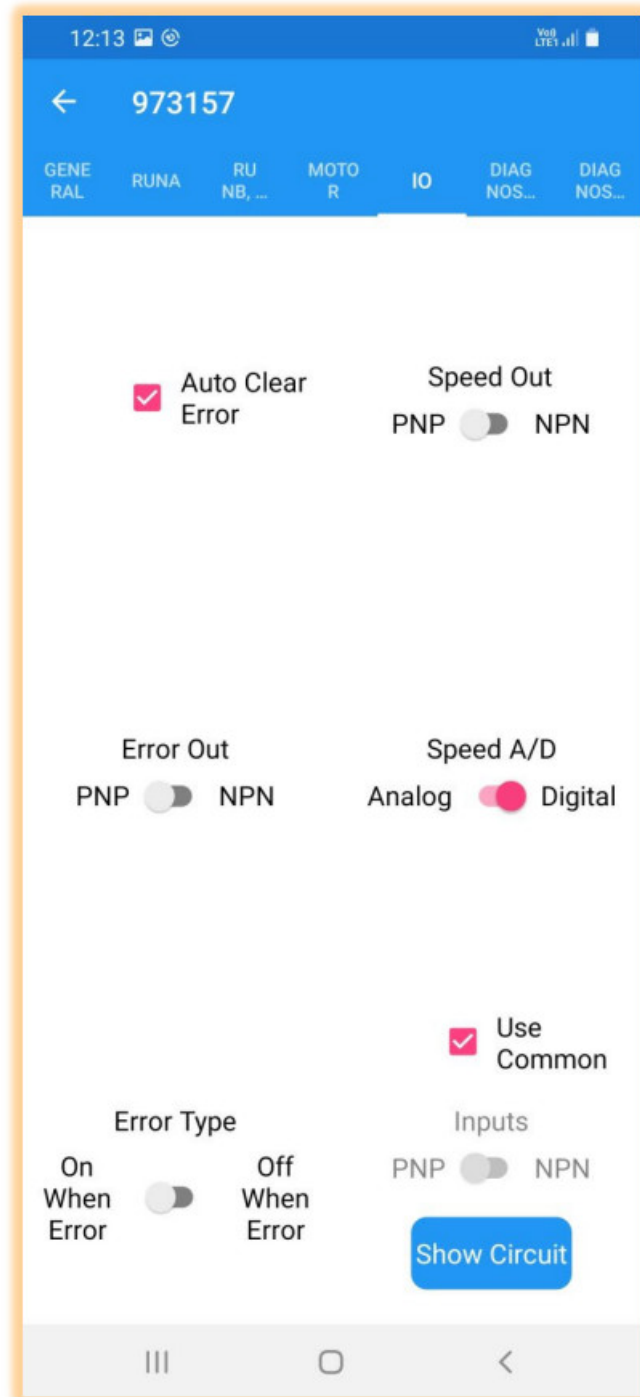 12:13 Vo)) LTE1
973157
GENE
RAL
RUNA
RU
NB, ...
MOTO
R
IO
DIAG
NOS...
DIAG
NOS...
Auto Clear
Error
Speed Out
PNP NPN
Error Out
PNP NPN
Speed A/D
Analog Digital
Use
Common
Error Type
On
When
Error
Off
When
Error
Inputs
PNP NPN
Show Circuit